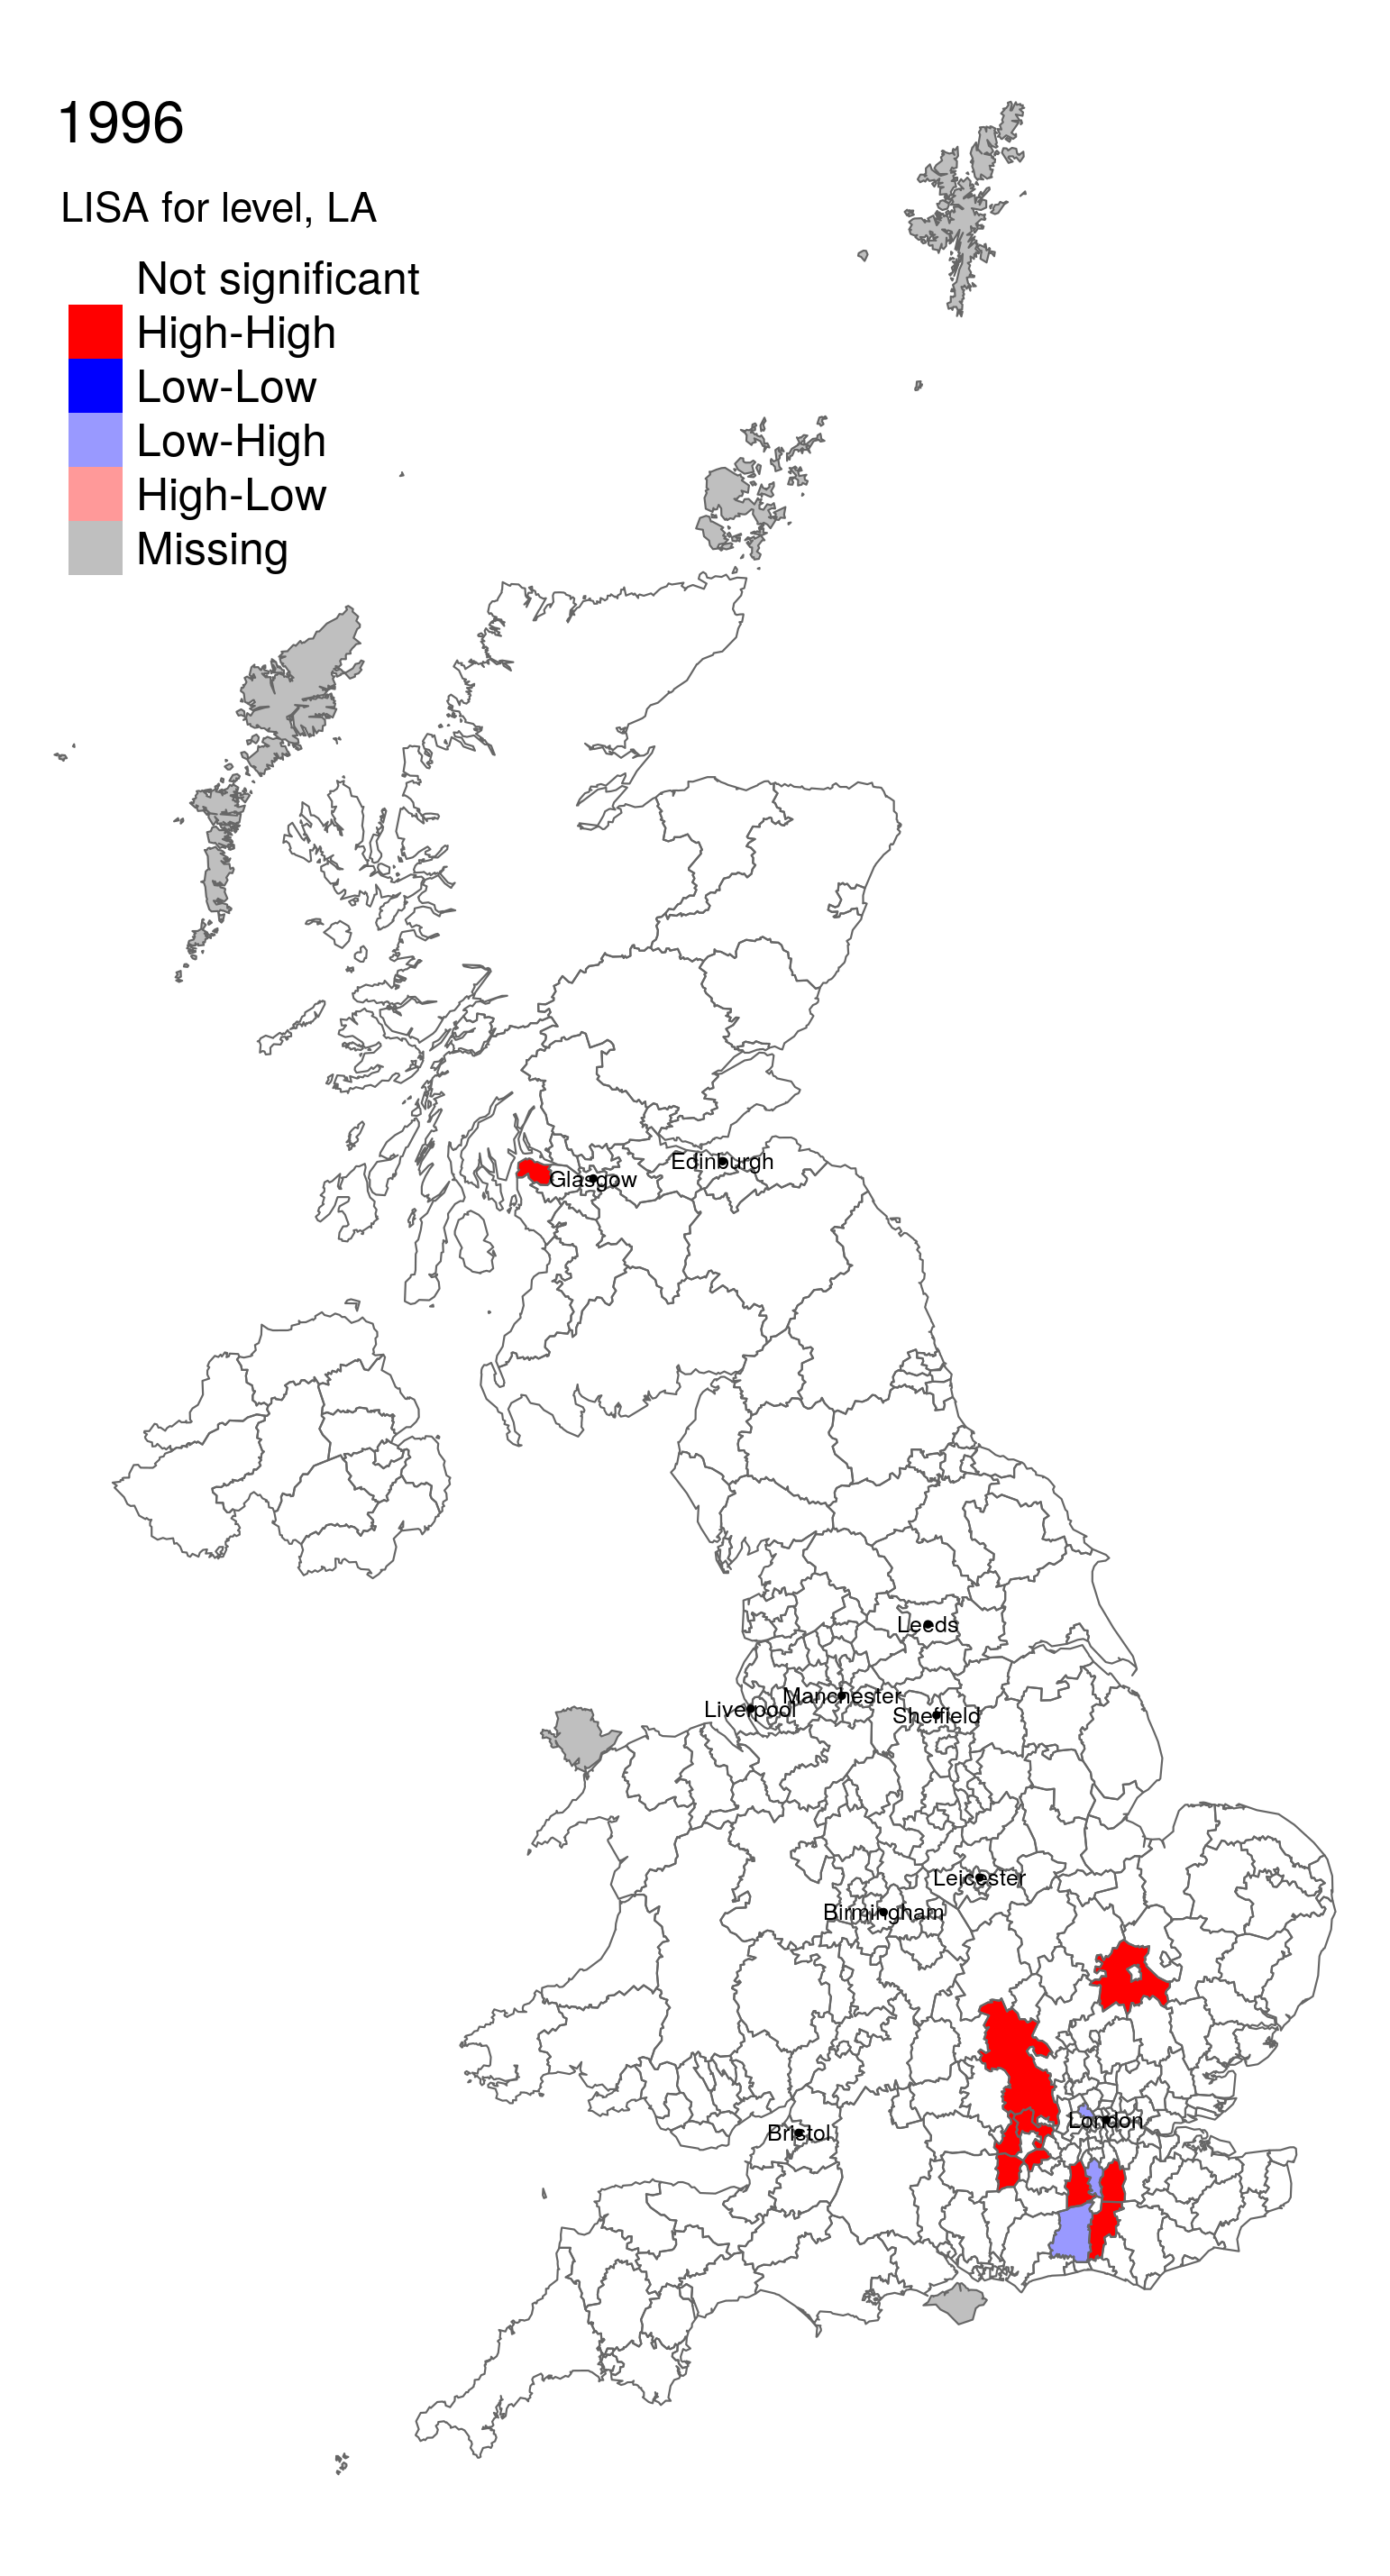 1996
LISA for level, LA
Not significant
High-High
Low-Low
Low-High
High-Low
Missing
Edinburgh
Glasgow
Leeds
Manchester
Liverpool
Sheffield
Leicester
Birmingham
London
Bristol